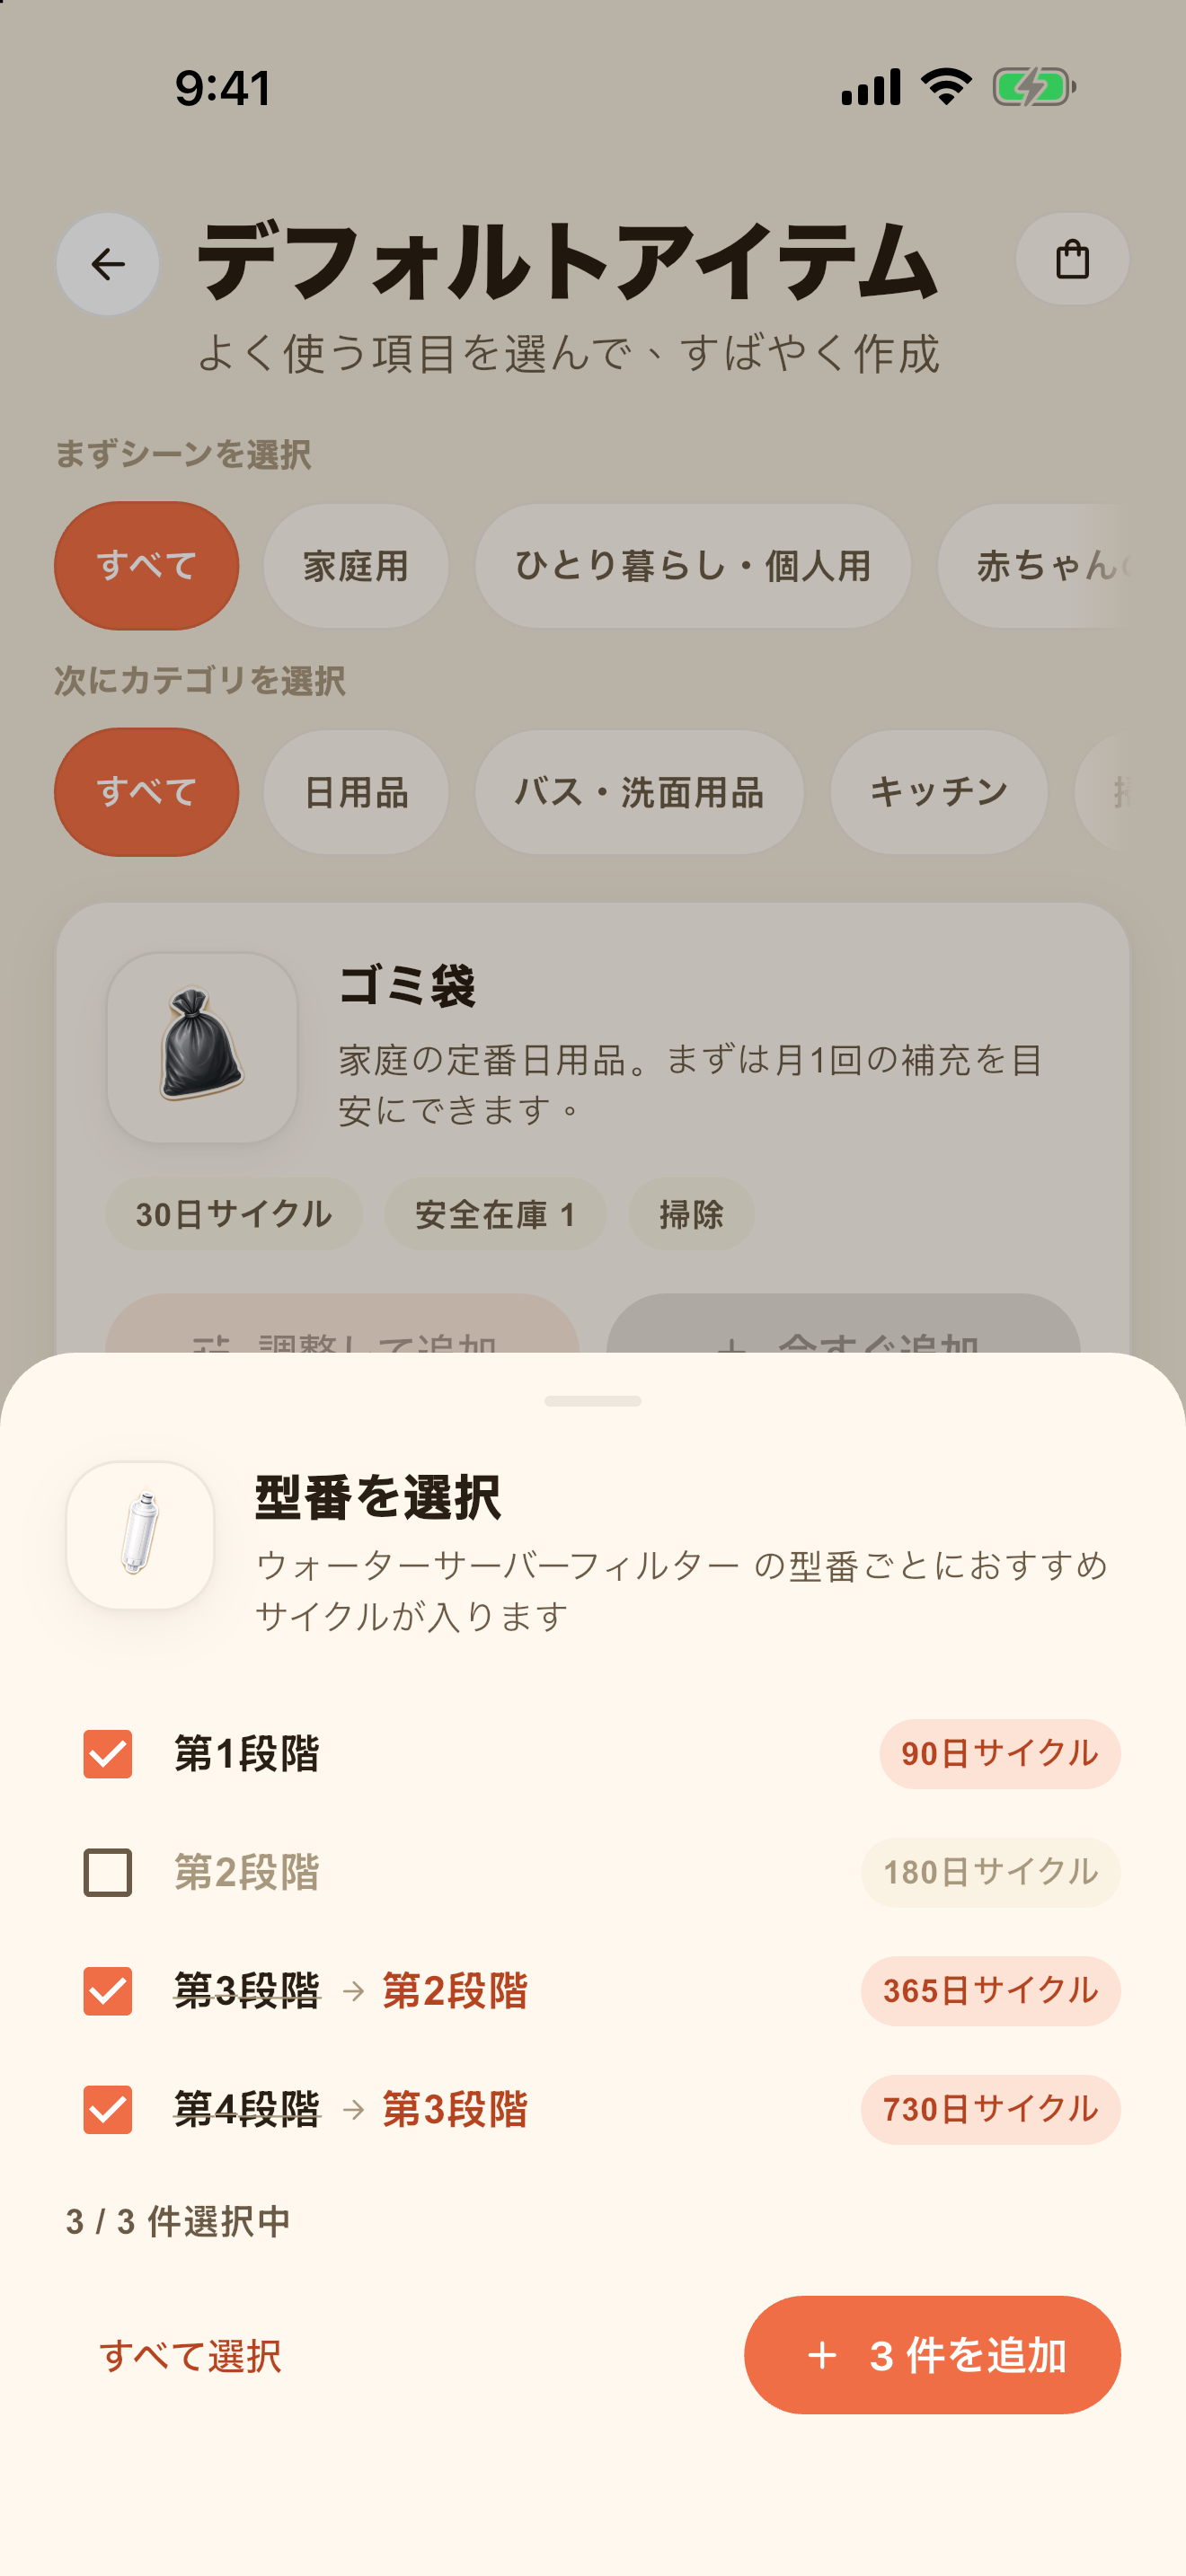 9:41
デフォルトアイテム
よく使う項目を選んで、すばやく作成
まずシーンを選択
すべて 家庭用 ひとり暮らし・個人用 赤ちゃん
次にカテゴリを選択
すべて 日用品 バス・洗面用品 キッチン
ゴミ袋
家庭の定番日用品。まずは月1回の補充を目
安にできます。
30日サイクル 安全在庫 1 掃除
調整して追加 + 今すぐ追加
型番を選択
ウォーターサーバーフィルター の型番ごとにおすすめ
サイクルが入ります
第1段階 90日サイクル
第2段階 180日サイクル
第3段階 → 第2段階 365日サイクル
第4段階 → 第3段階 730日サイクル
3 / 3 件選択中
すべて選択 + 3 件を追加